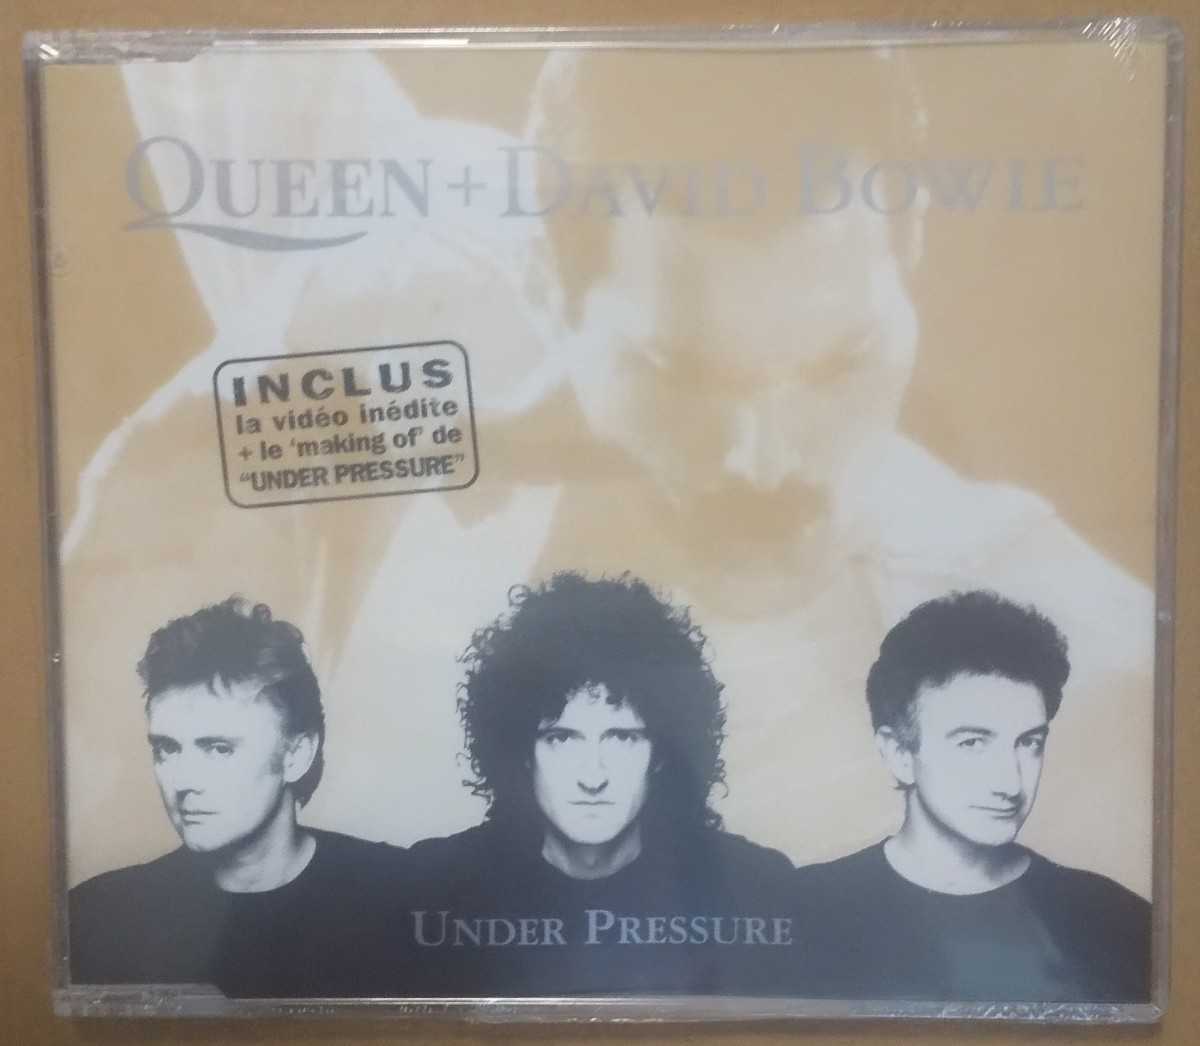 QUEEN + DAVID BOWIE
INCLUS
la vidéo inédite
+ le 'making of' de
“UNDER PRESSURE”
UNDER PRESSURE